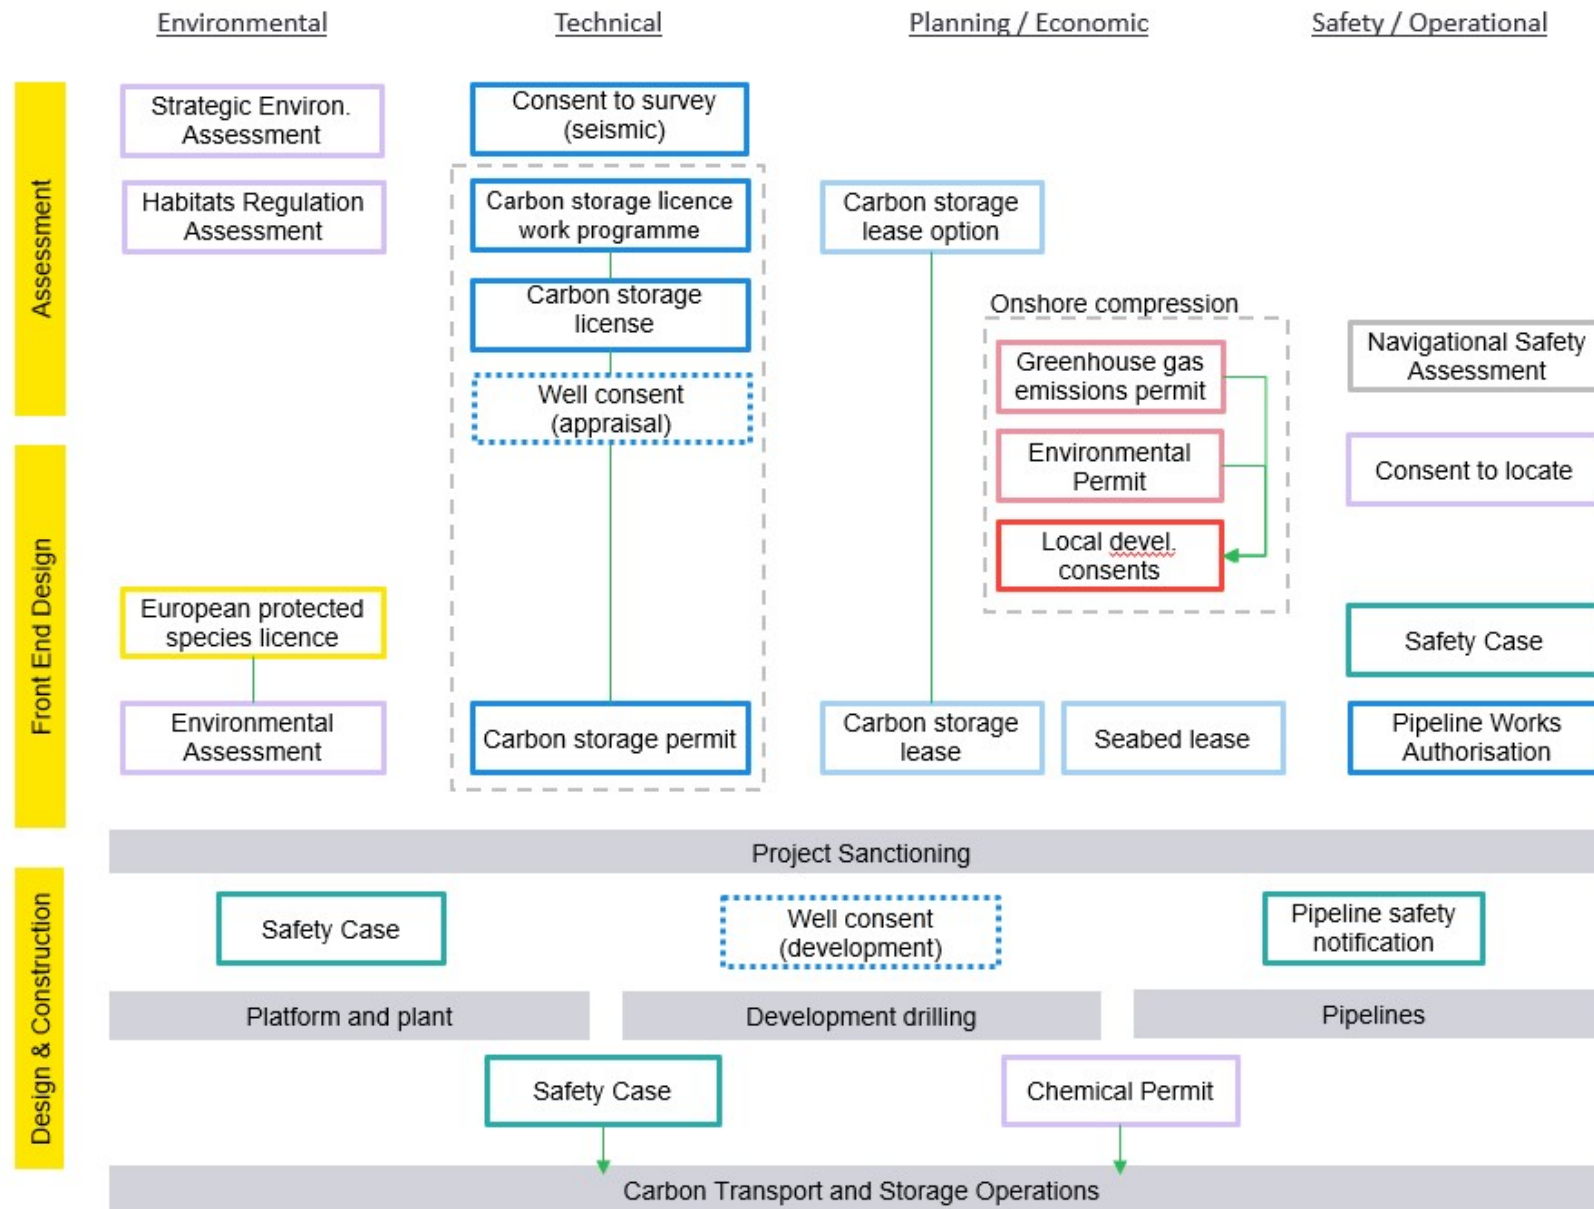 Environmental
Technical
Planning / Economic
Safety / Operational
Assessment
Strategic Environ.
Assessment
Consent to survey
(seismic)
Habitats Regulation
Assessment
Carbon storage licence
work programme
Carbon storage
lease option
Carbon storage
license
Onshore compression
Greenhouse gas
emissions permit
Navigational Safety
Assessment
Well consent
(appraisal)
Front End Design
Environmental
Permit
Consent to locate
Local devel.
consents
European protected
species licence
Safety Case
Environmental
Assessment
Carbon storage permit
Carbon storage
lease
Seabed lease
Pipeline Works
Authorisation
Project Sanctioning
Design & Construction
Safety Case
Well consent
(development)
Pipeline safety
notification
Platform and plant
Development drilling
Pipelines
Safety Case
Chemical Permit
Carbon Transport and Storage Operations